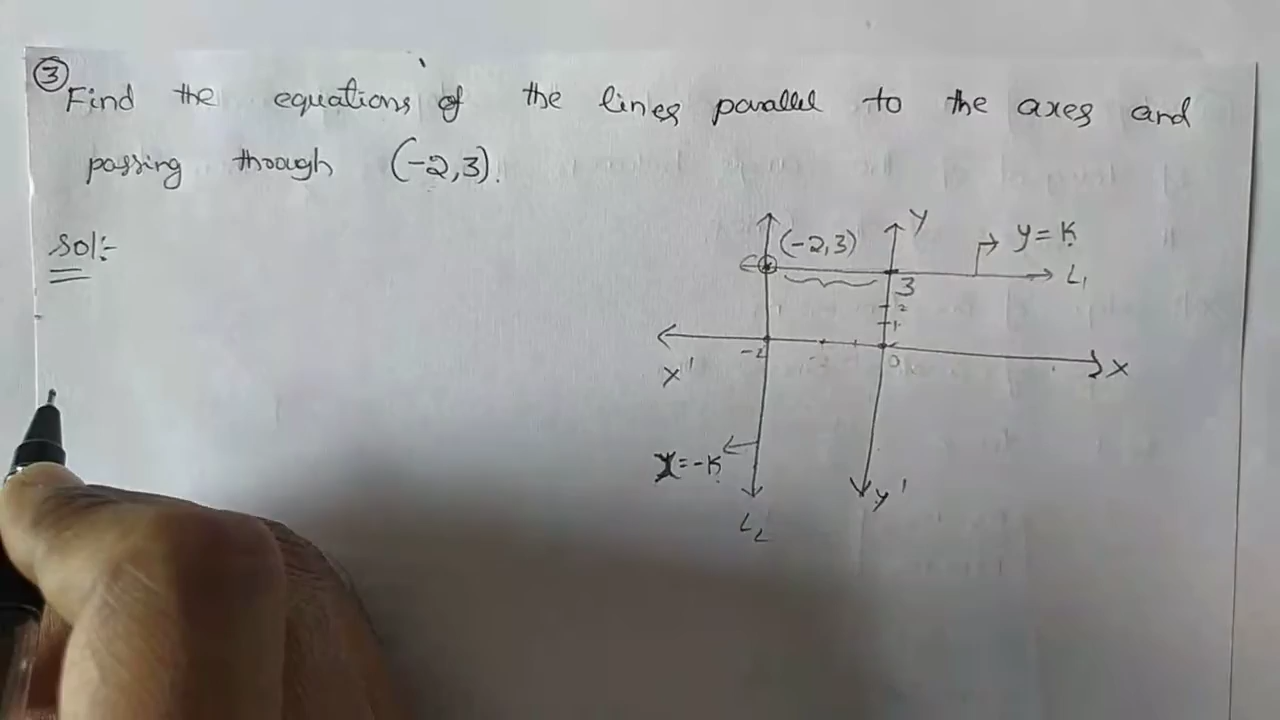 ③
Find the equations of the lines parallel to the axes and
passing through (-2,3).
Sol:-
Y
(-2,3)
y=K
L₁
3
2
1
-2
0
X'
X
x=-K
Y'
L₂